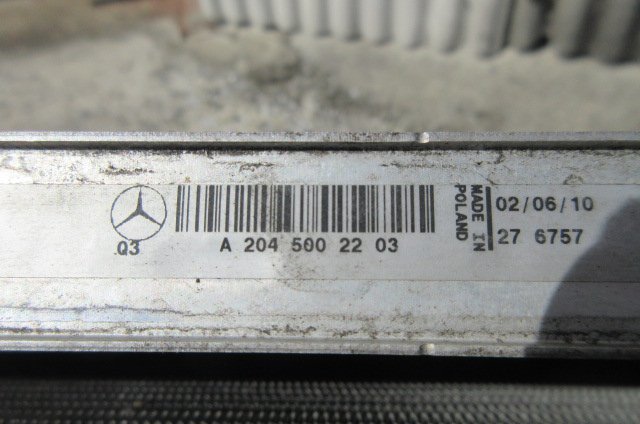 Q3
A 204 500 22 03
MADE IN
POLAND
02/06/10
27 6757